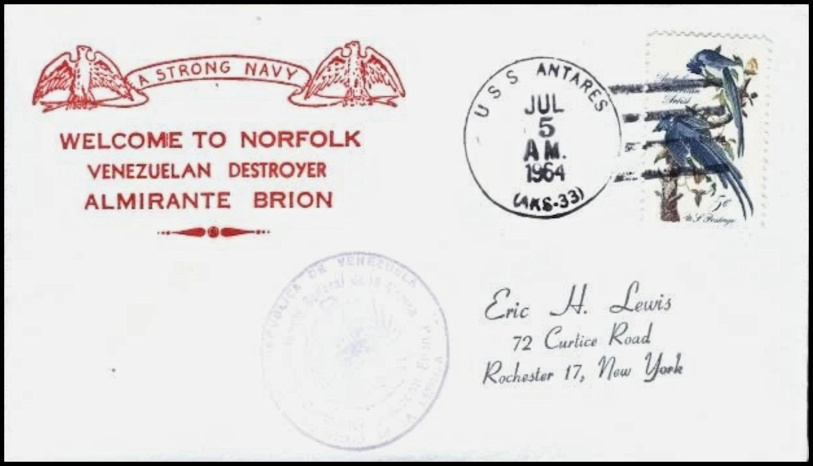 A STRONG NAVY
WELCOME TO NORFOLK
VENEZUELAN DESTROYER
ALMIRANTE BRION
USS ANTARES
JUL
5
A.M.
1964
(AKS-33)
Artist
5¢
U S Postage
REPUBLICA DE VENEZUELA
Eric H. Lewis
72 Curtice Road
Rochester 17, New York